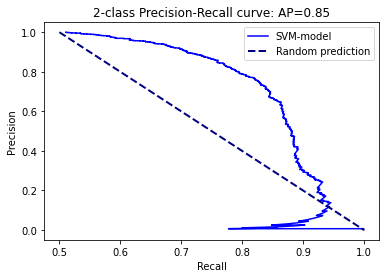 2-class Precision-Recall curve: AP=0.85
SVM-model
Random prediction
Precision
1.0
0.8
0.6
0.4
0.2
0.0
0.5 0.6 0.7 0.8 0.9 1.0
Recall